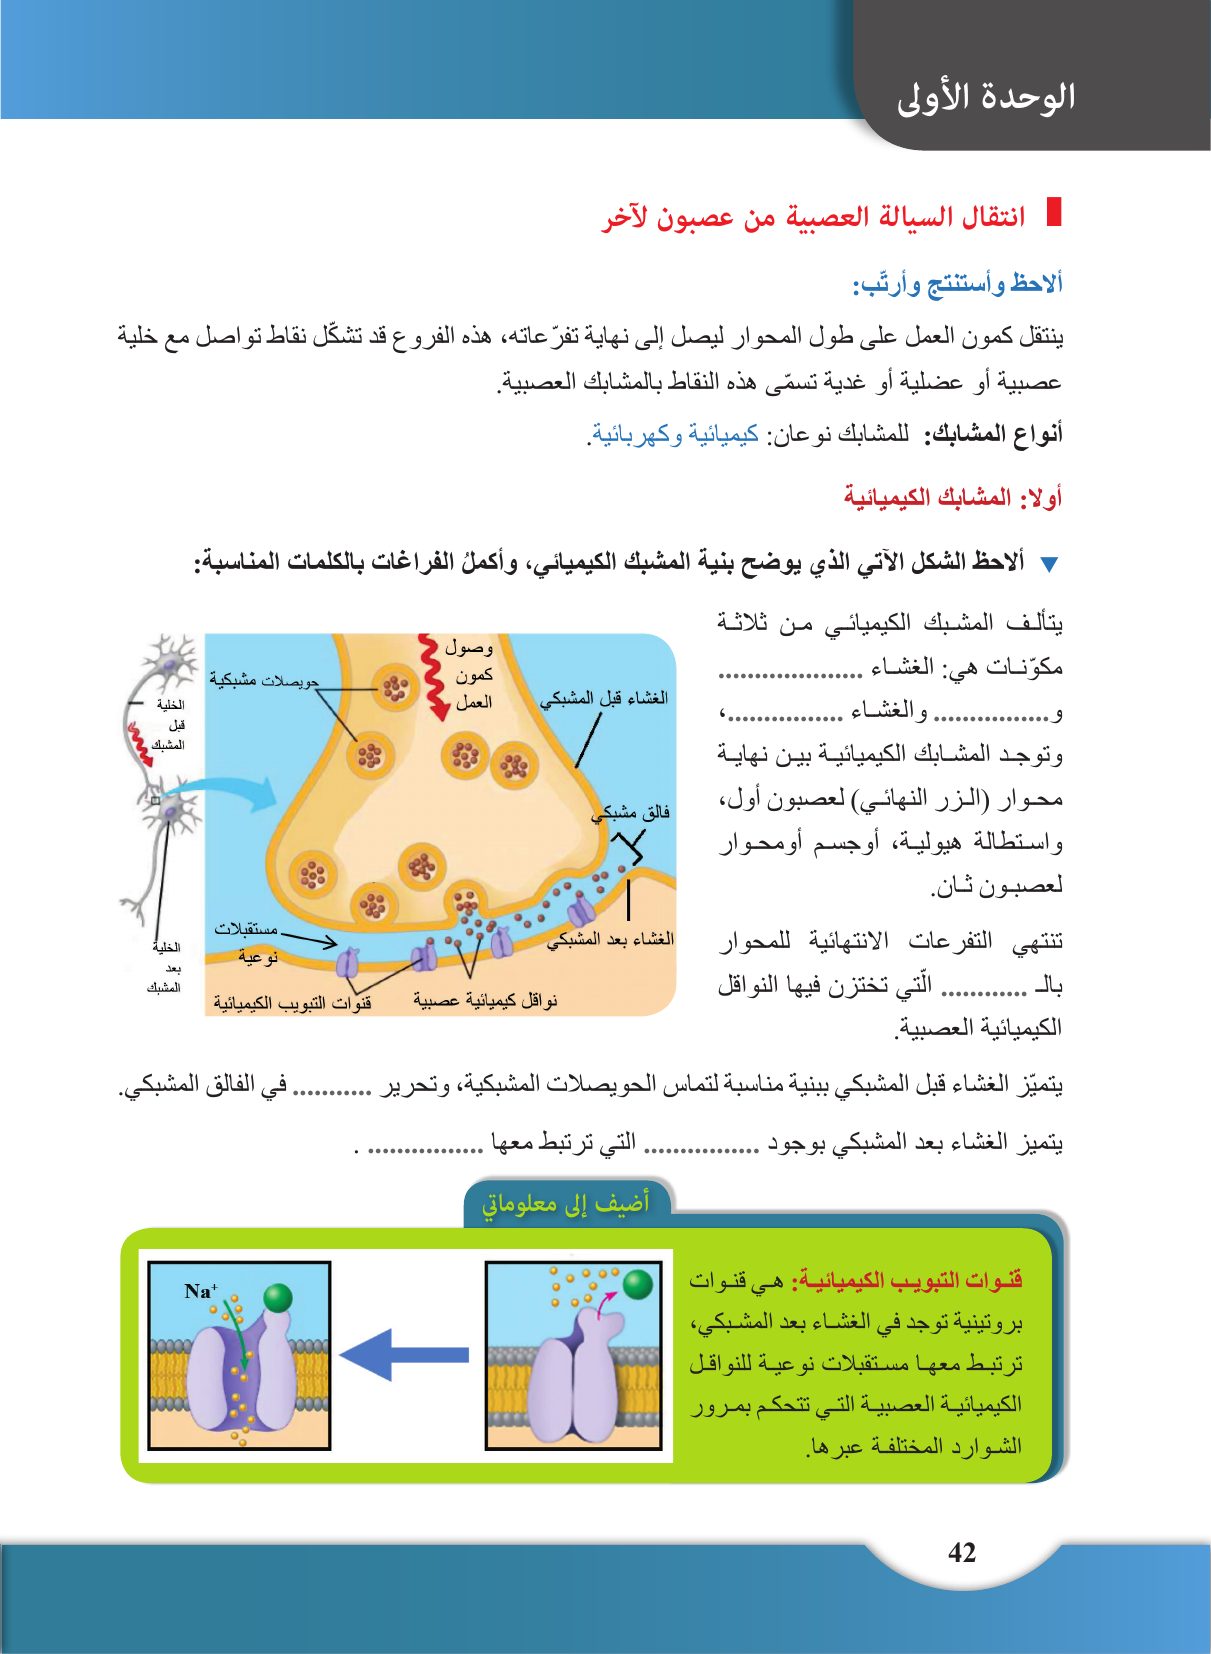 الوحدة الأولى
انتقال السيالة العصبية من عصبون لآخر
ألاحظ وأستنتج وأرتّب:
ينتقل كمون العمل على طول المحوار ليصل إلى نهاية تفرّعاته، هذه الفروع قد تشكّل نقاط تواصل مع خلية
عصبية أو عضلية أو غدية تسمّى هذه النقاط بالمشابك العصبية.
أنواع المشابك: للمشابك نوعان: كيميائية وكهربائية.
أولا: المشابك الكيميائية
ألاحظ الشكل الآتي الذي يوضح بنية المشبك الكيميائي، وأكملُ الفراغات بالكلمات المناسبة:
يتألف المشبك الكيميائي من ثلاثة
مكوّنات هي: الغشاء ....................
و................ والغشاء ................،
وتوجد المشابك الكيميائية بين نهاية
محوار (الزر النهائي) لعصبون أول،
واستطالة هيولية، أوجسم أومحوار
لعصبون ثان.
تنتهي التفرعات الانتهائية للمحوار
بالـ ............ الّتي تختزن فيها النواقل
الكيميائية العصبية.
وصول
كمون
العمل
حويصلات مشبكية
الغشاء قبل المشبكي
فالق مشبكي
الغشاء بعد المشبكي
مستقبلات
نوعية
قنوات التبويب الكيميائية
نواقل كيميائية عصبية
الخلية
قبل
المشبك
الخلية
بعد
المشبك
يتميّز الغشاء قبل المشبكي ببنية مناسبة لتماس الحويصلات المشبكية، وتحرير ........... في الفالق المشبكي.
يتميز الغشاء بعد المشبكي بوجود ................ التي ترتبط معها ................ .
أضيف إلى معلوماتي
قنوات التبويب الكيميائية: هي قنوات
بروتينية توجد في الغشاء بعد المشبكي،
ترتبط معها مستقبلات نوعية للنواقل
الكيميائية العصبية التي تتحكم بمرور
الشوارد المختلفة عبرها.
Na⁺
42